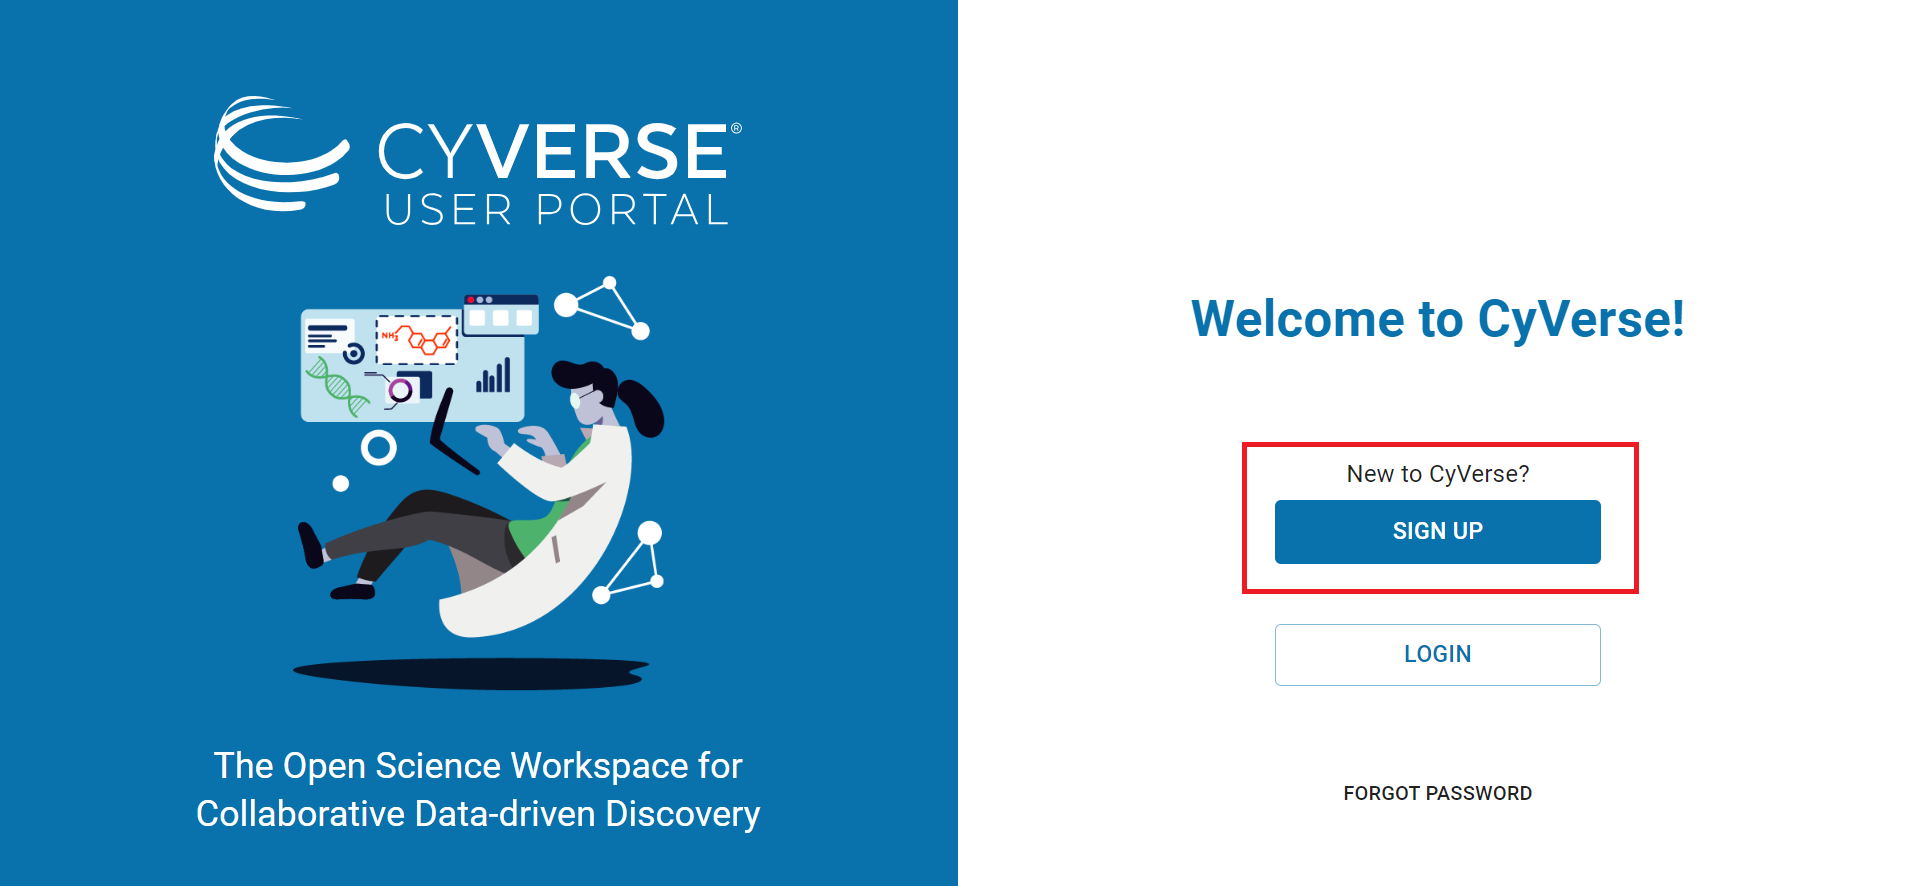 CYVERSE®
USER PORTAL
NH3
The Open Science Workspace for
Collaborative Data-driven Discovery
Welcome to CyVerse!
New to CyVerse?
SIGN UP
LOGIN
FORGOT PASSWORD